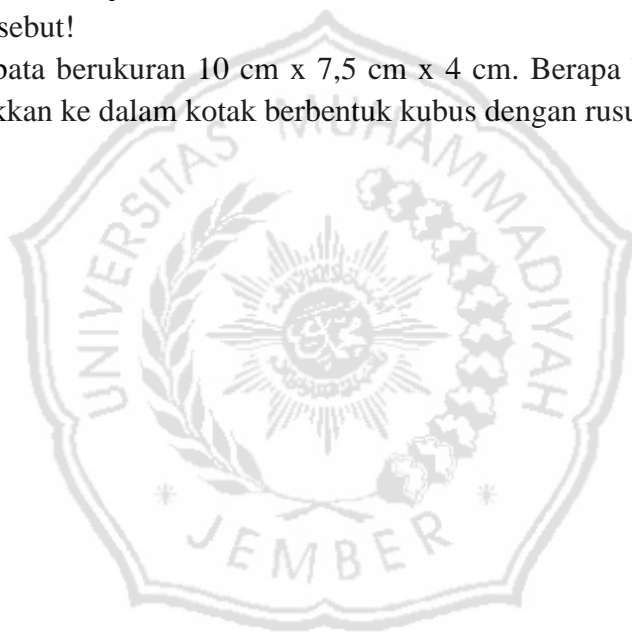 sebut!
bata berukuran 10 cm x 7,5 cm x 4 cm. Berapa
kkan ke dalam kotak berbentuk kubus dengan rusu
UNIVERSITAS MUHAMMADIYAH
JEMBER